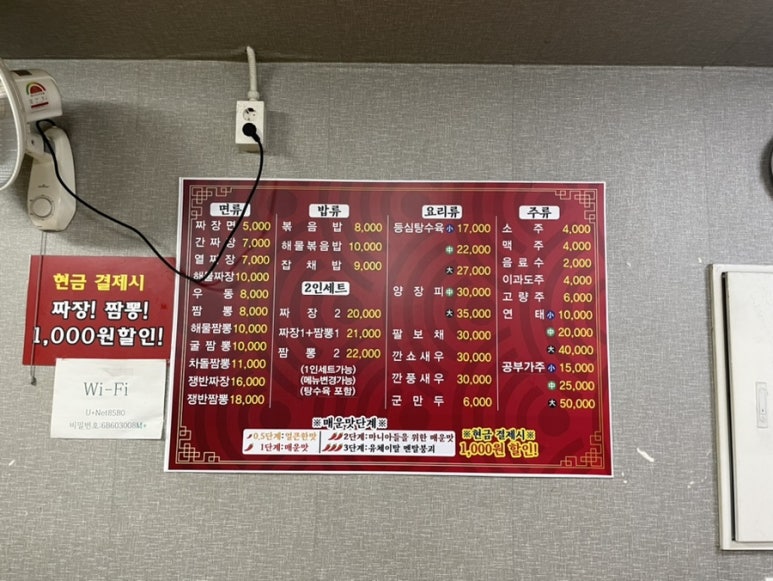 현금 결제시
짜장! 짬뽕!
1,000원할인!
Wi-Fi
U+Net8580
비밀번호:6B603008M+
면류
짜 장 면 5,000
간 짜 장 7,000
열 짜 장 7,000
해물짜장 10,000
우 동 8,000
짬 뽕 8,000
해물짬뽕 10,000
굴 짬 뽕 10,000
차돌짬뽕 11,000
쟁반짜장 16,000
쟁반짬뽕 18,000
밥류
볶 음 밥 8,000
해물볶음밥 10,000
잡 채 밥 9,000
2인세트
짜 장 2 20,000
짜장1+짬뽕1 21,000
짬 뽕 2 22,000
(1인세트가능)
(메뉴변경가능)
(탕수육 포함)
요리류
등심탕수육 小 17,000
中 22,000
大 27,000
양 장 피 中 30,000
大 35,000
팔 보 채 30,000
깐 쇼 새 우 30,000
깐 풍 새 우 30,000
군 만 두 6,000
주류
소 주 4,000
맥 주 4,000
음 료 수 2,000
이과도주 4,000
고 량 주 6,000
연 태 小 10,000
中 20,000
大 40,000
공부가주 小 15,000
中 25,000
大 50,000
※매운맛단계※
0.5단계:얼큰한맛
1단계:매운맛
2단계:마니아들을 위한 매운맛
3단계:유체이탈 멘탈붕괴
※현금 결제시※
1,000원 할인!